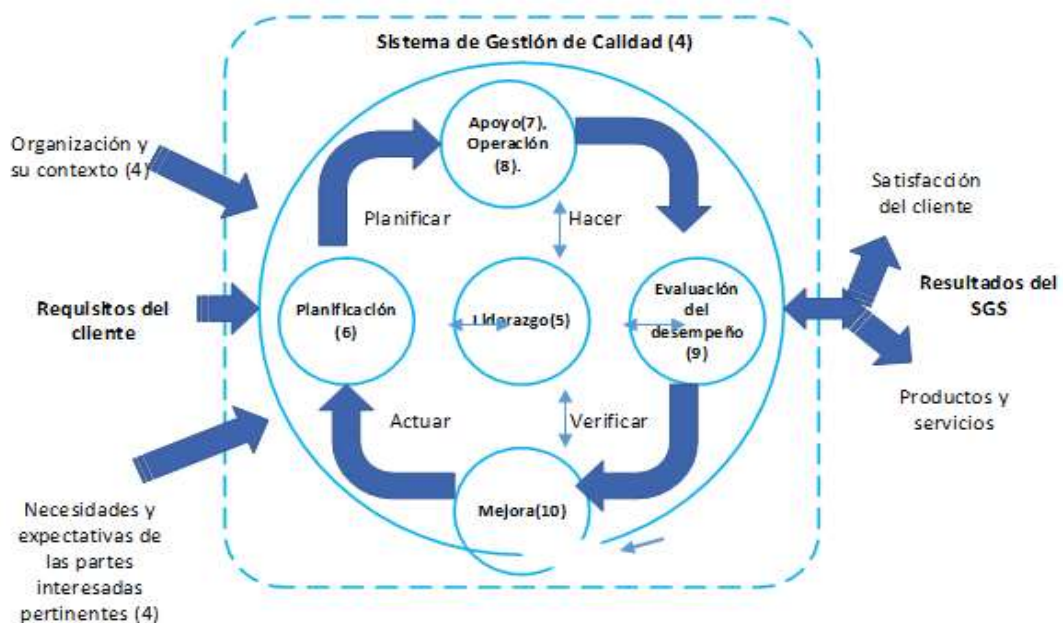 Sistema de Gestión de Calidad (4)
Organización y
su contexto (4)
Apoyo(7),
Operación
(8).
Planificar
Hacer
Satisfacción
del cliente
Requisitos del
cliente
Planificación
(6)
Liderazgo(5)
Evaluación
del
desempeño
(9)
Resultados del
SGS
Actuar
Verificar
Productos y
servicios
Necesidades y
expectativas de
las partes
interesadas
pertinentes (4)
Mejora(10)